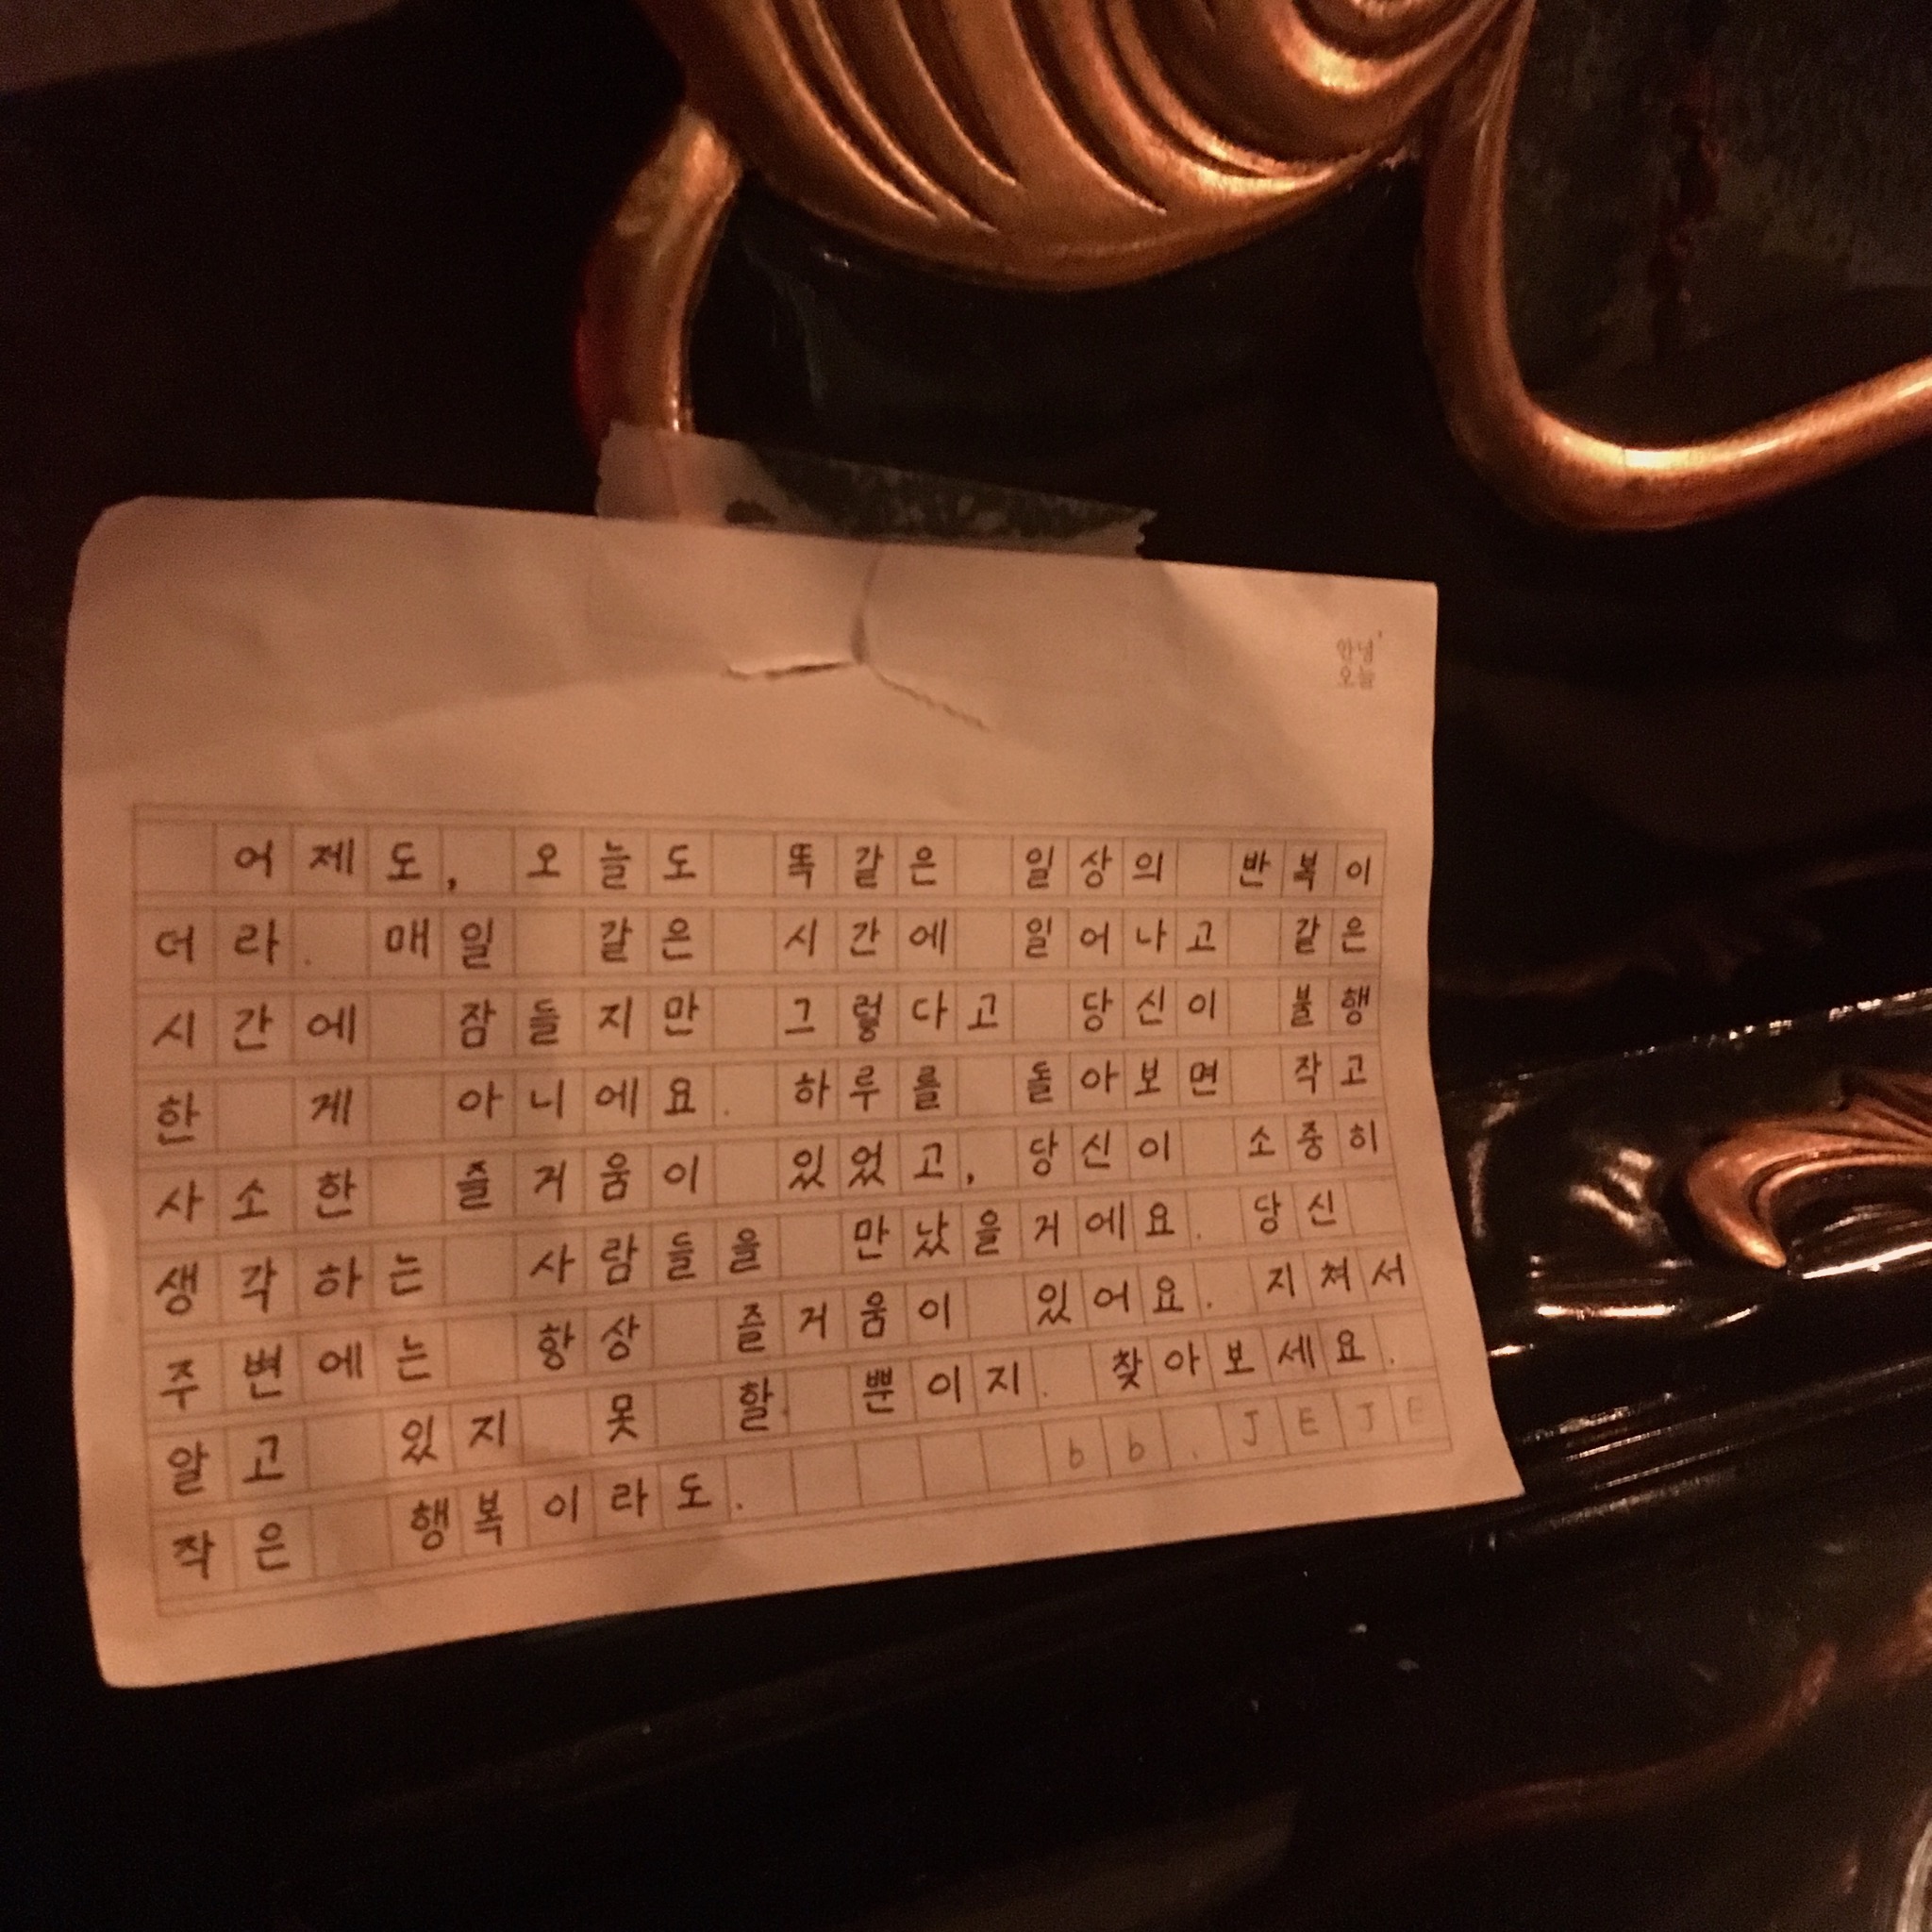 안녕,
오늘
어제도, 오늘도 똑같은 일상의 반복이
더라. 매일 같은 시간에 일어나고 같은
시간에 잠들지만 그렇다고 당신이 불행
한 게 아니에요. 하루를 돌아보면 작고
사소한 즐거움이 있었고, 당신이 소중히
생각하는 사람들을 만났을거에요. 당신
주변에는 항상 즐거움이 있어요. 지쳐서
알고 있지 못 할 뿐이지. 찾아보세요.
작은 행복이라도. bb.JEJE